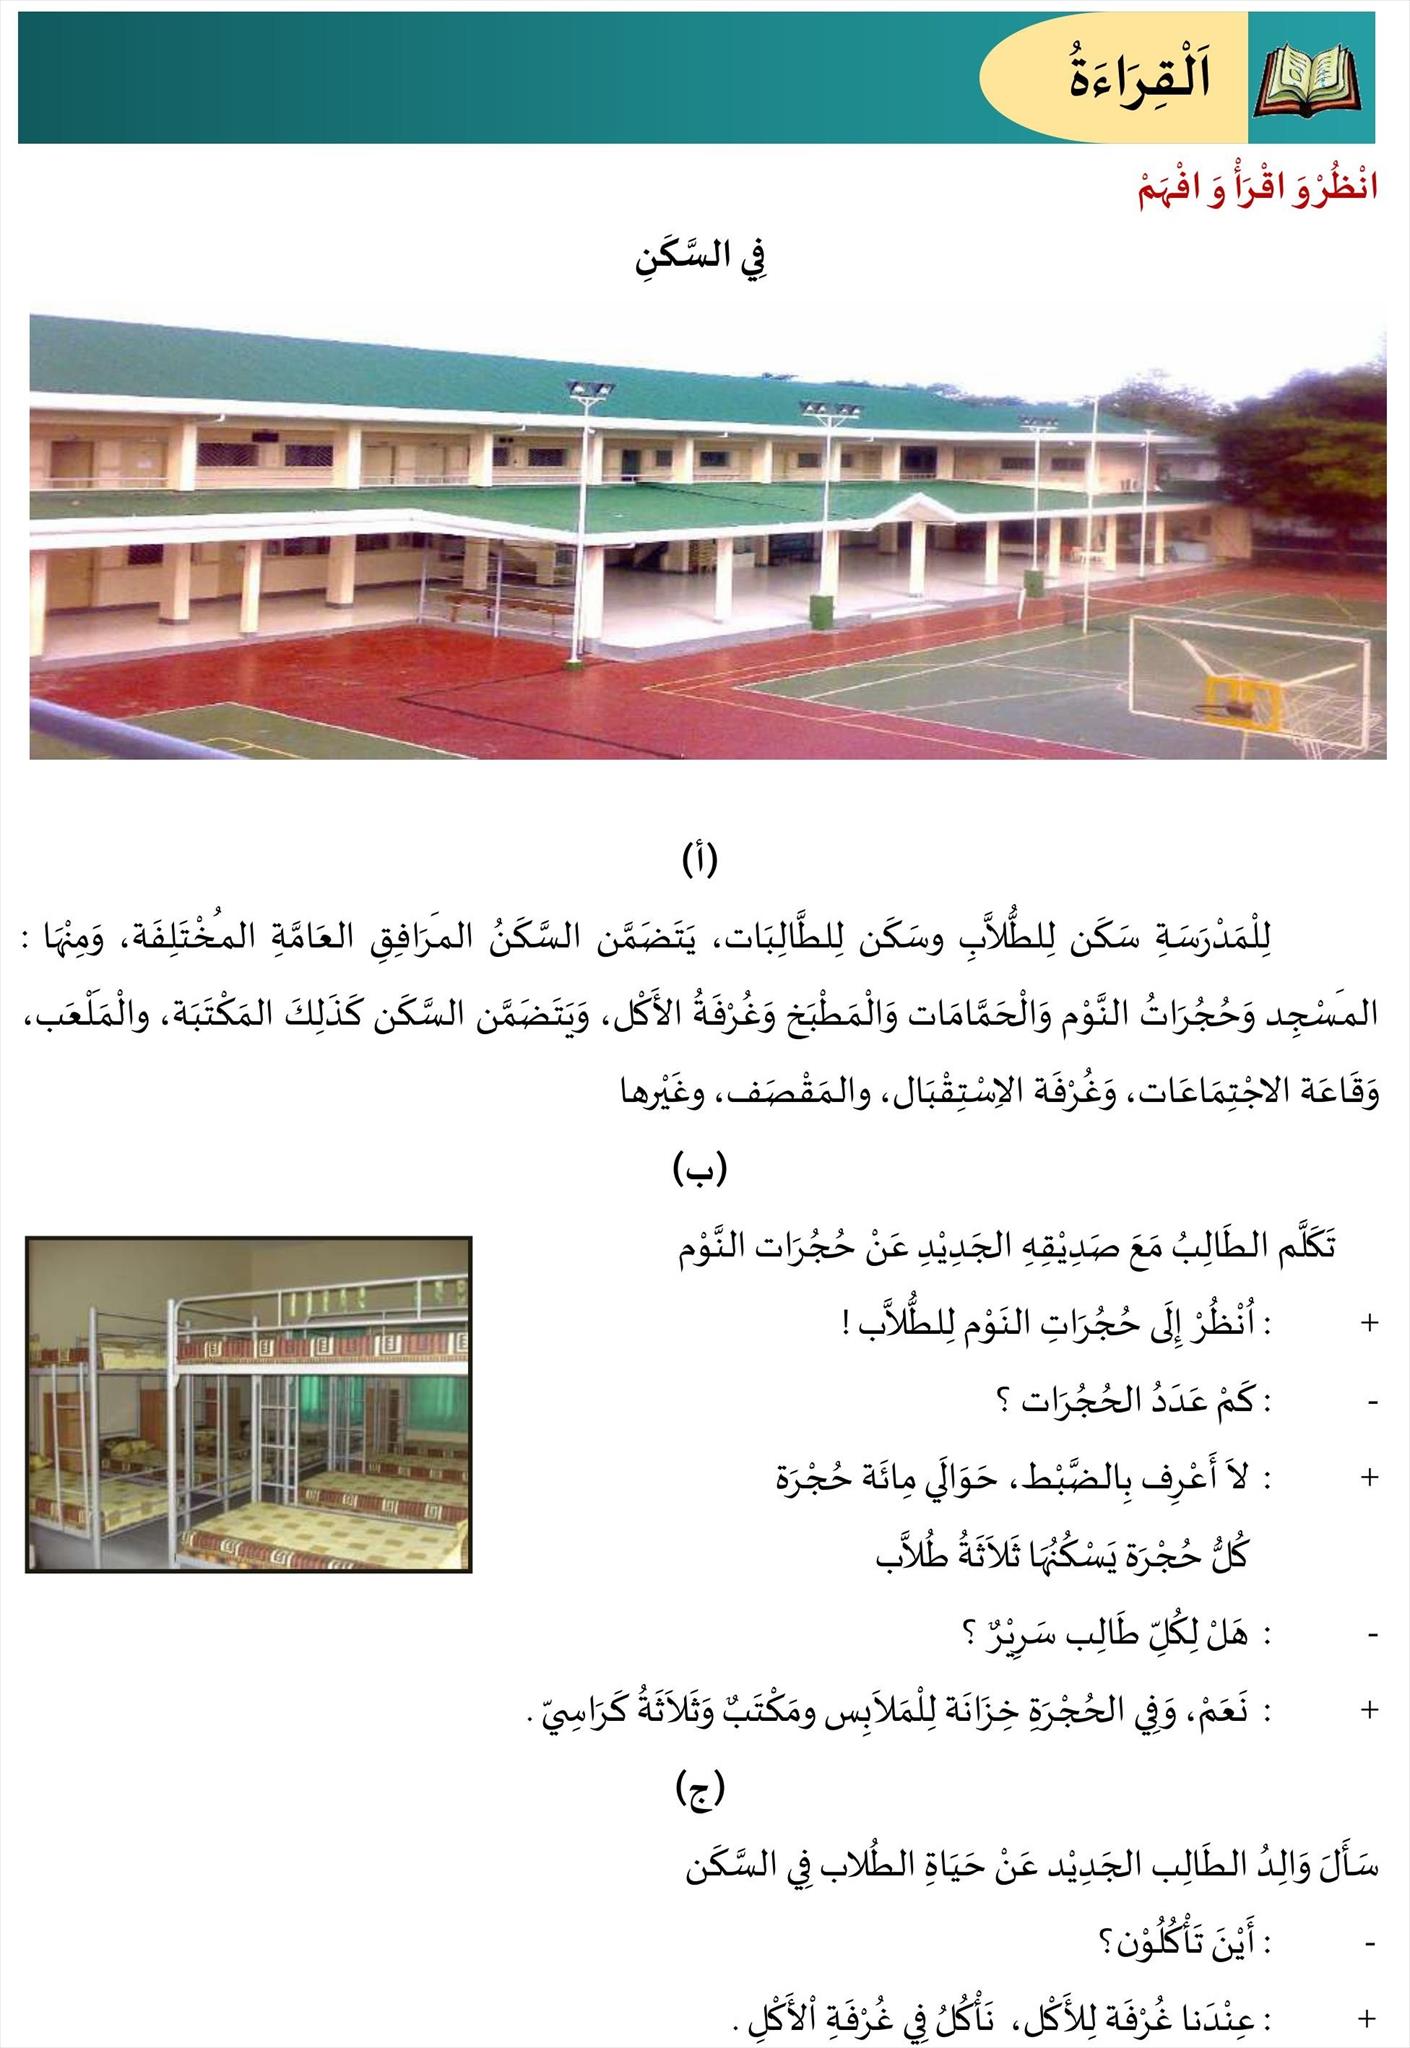 اَلْقِرَاءَةُ
انْظُرْوَ اقْرَأْ وَ افْهَمْ
فِي السَّكَنِ
(أ)
لِلْمَدْرَسَةِ سَكَن لِلطُّلاَّبِ وسَكَن لِلطَّالِبَات، يَتَضَمَّن السَّكَنُ المَرَافِقِ العَامَّةِ المُخْتَلِفَة، وَمِنْهَا :
المَسْجِد وَحُجُرَاتُ النَّوْم وَالْحَمَّامَات وَالْمَطْبَخ وَغُرْفَةُ الأَكْل، وَيَتَضَمَّن السَّكَن كَذَلِكَ المَكْتَبَة، والْمَلْعَب،
وَقَاعَة الاجْتِمَاعَات، وَغُرْفَة الاِسْتِقْبَال، والمَقْصَف، وغَيْرها
(ب)
تَكَلَّم الطَالِبُ مَعَ صَدِيْقِهِ الجَدِيْدِ عَنْ حُجُرَات النَّوْم
+ : اُنْظُرْ إِلَى حُجُرَاتِ النَوْم لِلطُّلاَّب !
- : كَمْ عَدَدُ الحُجُرَات ؟
+ : لاَ أَعْرِف بِالضَّبْط، حَوَالَي مِائَة حُجْرَة
كُلُّ حُجْرَة يَسْكُنُهَا ثَلاَثَةُ طُلاَّب
- : هَلْ لِكُلِّ طَالِب سَرِيْرٌ ؟
+ : نَعَمْ، وَفِي الحُجْرَةِ خِزَانَة لِلْمَلاَبِس ومَكْتَبٌ وَثَلاَثَةُ كَرَاسِيّ .
(ج)
سَأَلَ وَالِدُ الطَالِب الجَدِيْد عَنْ حَيَاةِ الطُلاب فِي السَّكَن
- : أَيْنَ تَأْكُلُوْن؟
+ : عِنْدَنا غُرْفَة لِلأَكْل، نَأْكُلُ فِي غُرْفَةِ اْلأَكْلِ .